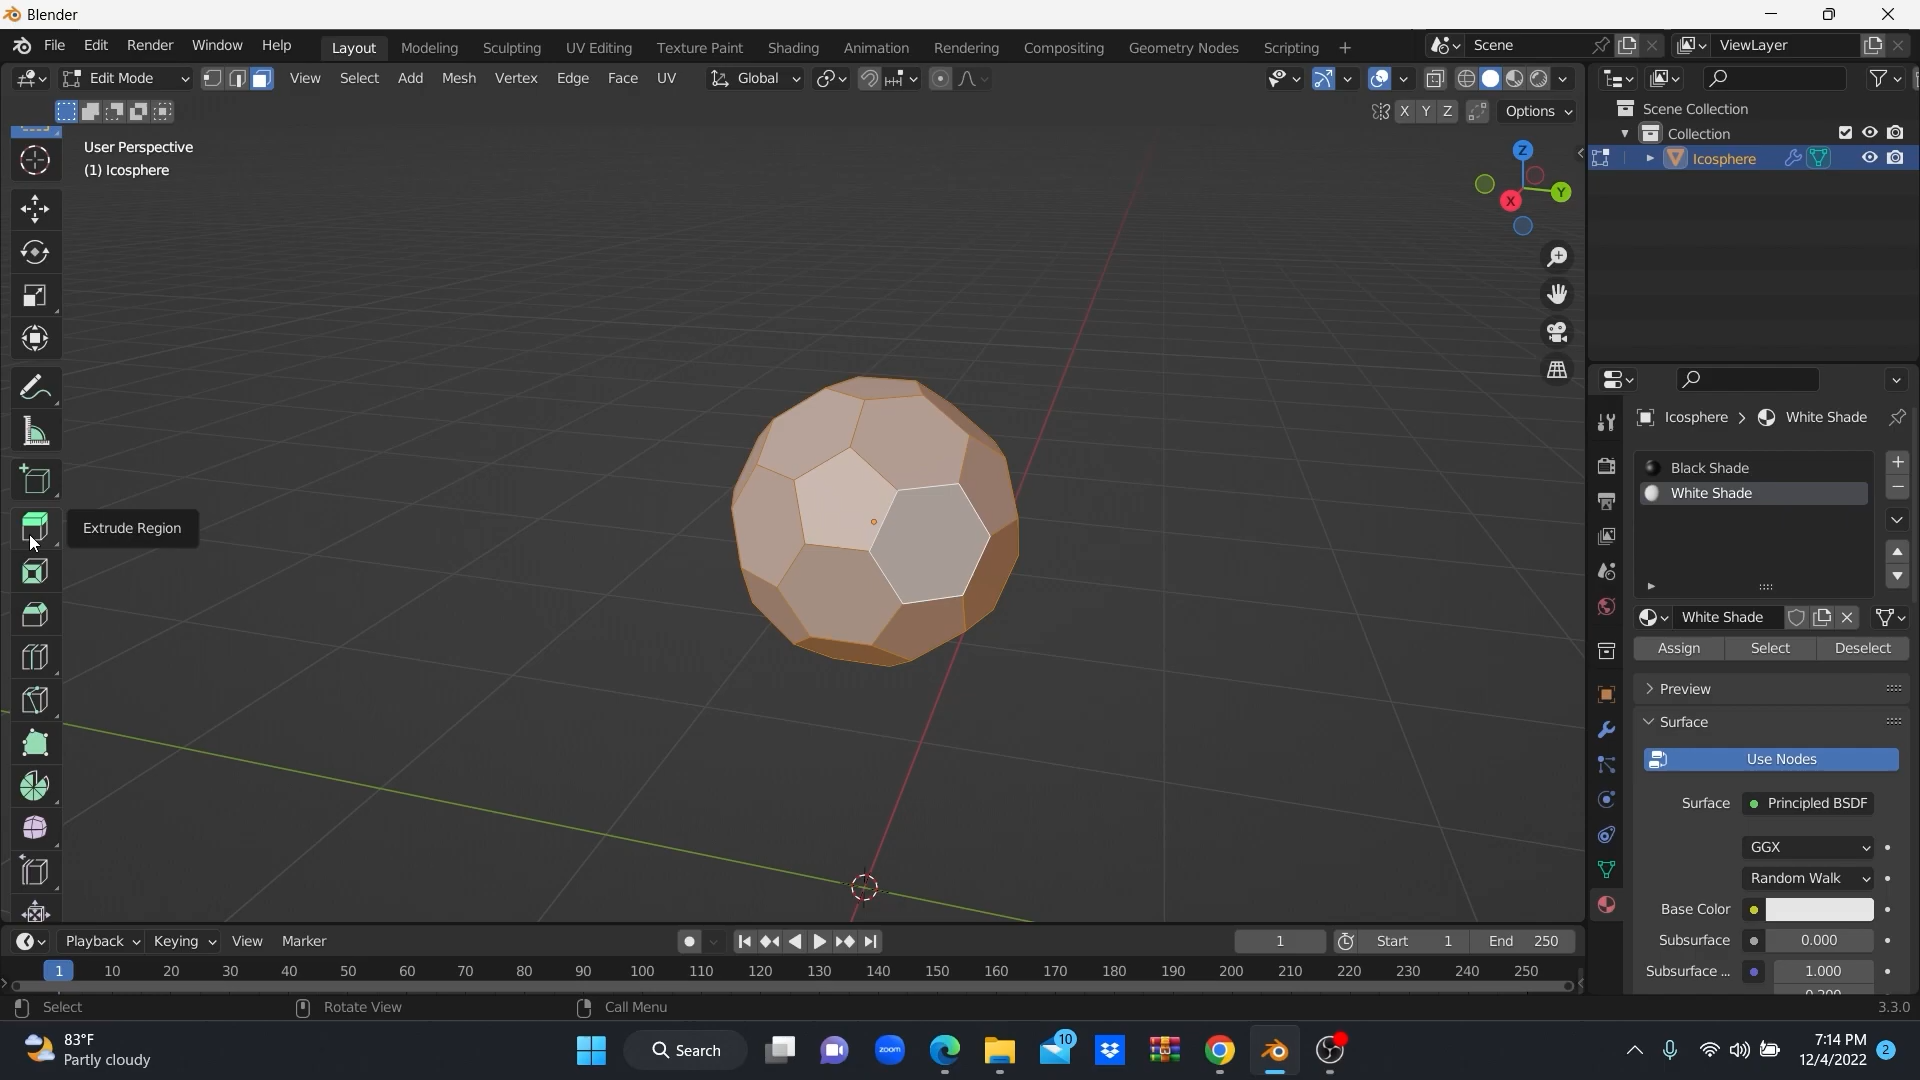 Blender
File Edit Render Window Help Layout Modeling Sculpting UV Editing Texture Paint Shading Animation Rendering Compositing Geometry Nodes Scripting + Scene ViewLayer
Edit Mode View Select Add Mesh Vertex Edge Face UV Global
X Y Z Options
User Perspective
(1) Icosphere
Z
Y
X
Extrude Region
Scene Collection
Collection
Icosphere
Icosphere > White Shade
Black Shade
White Shade
White Shade
Assign Select Deselect
Preview
Surface
Use Nodes
Surface Principled BSDF
GGX
Random Walk
Base Color
Subsurface 0.000
Subsurface ... 1.000
0.200
Playback Keying View Marker 1 Start 1 End 250
1 10 20 30 40 50 60 70 80 90 100 110 120 130 140 150 160 170 180 190 200 210 220 230 240 250
Select Rotate View Call Menu 3.3.0
83°F
Partly cloudy
Search
zoom
10
7:14 PM
12/4/2022
2